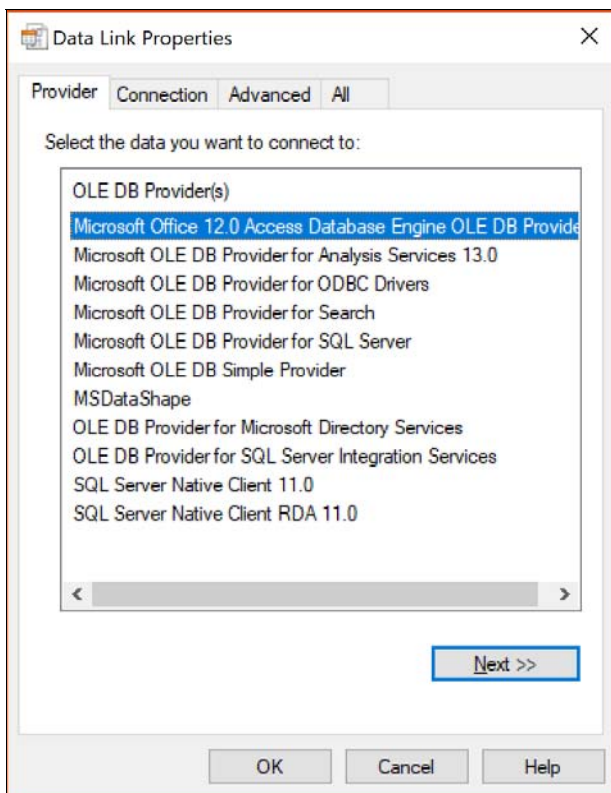 Data Link Properties
Provider Connection Advanced All
Select the data you want to connect to:
OLE DB Provider(s)
Microsoft Office 12.0 Access Database Engine OLE DB Provide
Microsoft OLE DB Provider for Analysis Services 13.0
Microsoft OLE DB Provider for ODBC Drivers
Microsoft OLE DB Provider for Search
Microsoft OLE DB Provider for SQL Server
Microsoft OLE DB Simple Provider
MSDataShape
OLE DB Provider for Microsoft Directory Services
OLE DB Provider for SQL Server Integration Services
SQL Server Native Client 11.0
SQL Server Native Client RDA 11.0
Next >>
OK Cancel Help